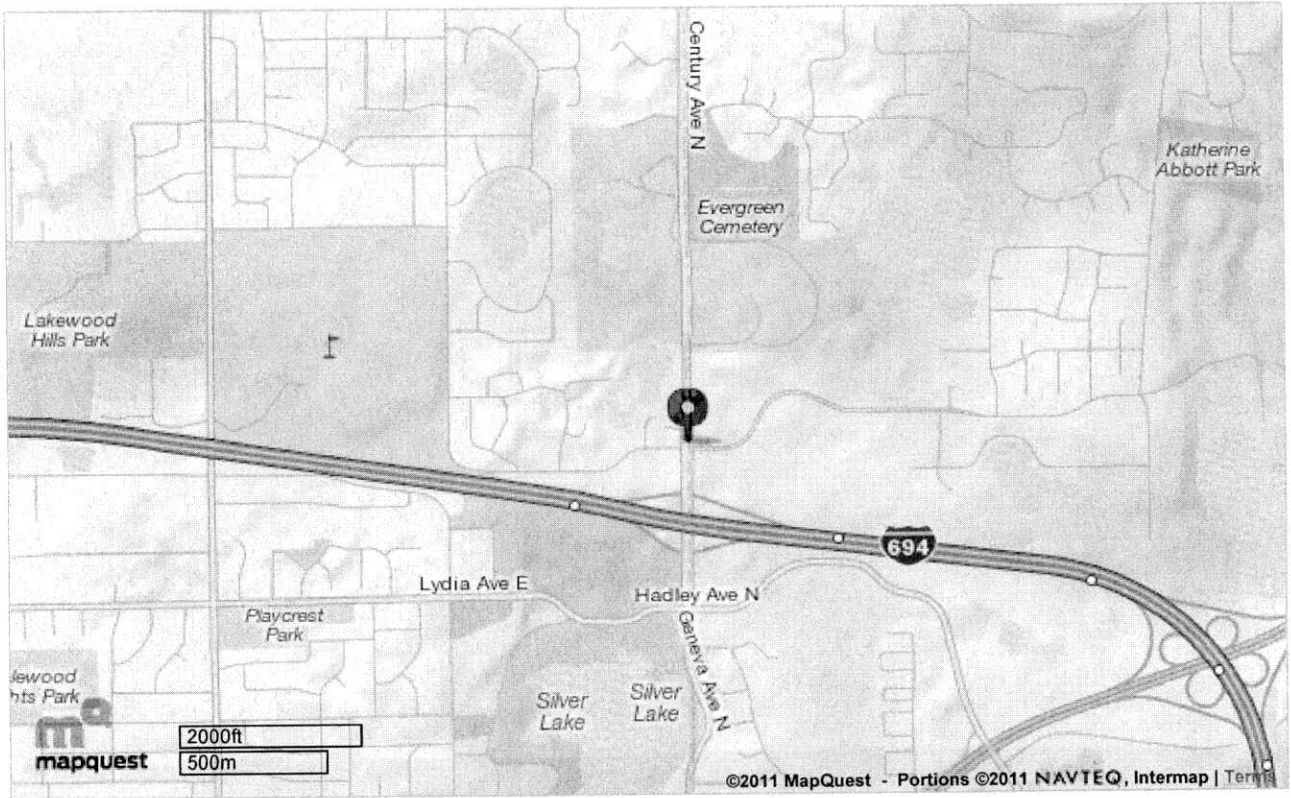 Century Ave N
Katherine
Abbott Park
Evergreen
Cemetery
Lakewood
Hills Park
694
Lydia Ave E
Hadley Ave N
Playcrest
Park
Geneva Ave N
lewood
hts Park
Silver
Lake
Silver
Lake
mq
mapquest
2000ft
500m
©2011 MapQuest - Portions ©2011 NAVTEQ, Intermap | Terms